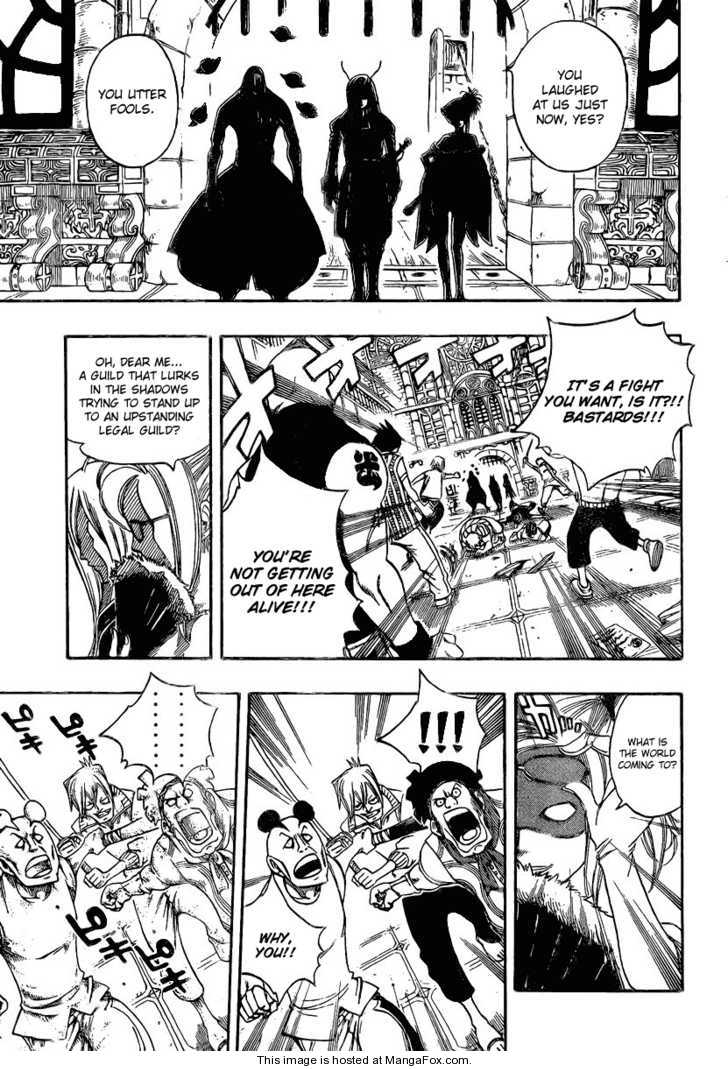 YOU
LAUGHED
AT US JUST
NOW, YES?
YOU UTTER
FOOLS.
IT'S A FIGHT
YOU WANT, IS IT?!!
BASTARDS!!!
YOU'RE
NOT GETTING
OUT OF HERE
ALIVE!!!
OH, DEAR ME...
A GUILD THAT LURKS
IN THE SHADOWS
TRYING TO STAND UP
TO AN UPSTANDING
LEGAL GUILD?
WHAT IS
THE WORLD
COMING TO?
!!!
WHY,
YOU!!
......
This image is hosted at MangaFox.com.